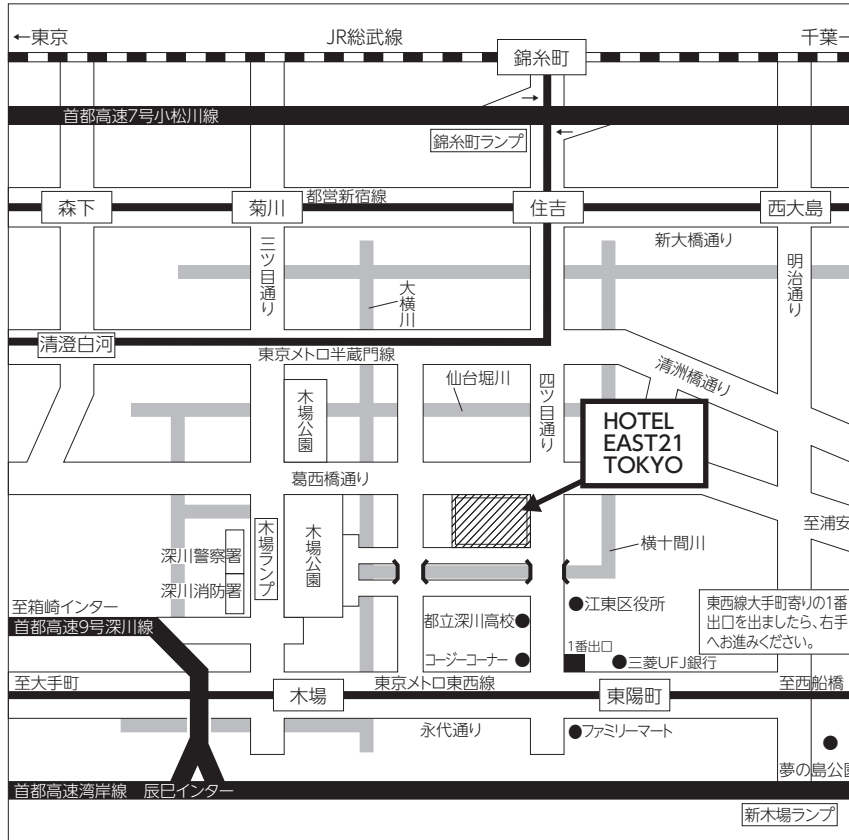 ←東京
JR総武線
千葉
錦糸町
→
首都高速7号小松川線
←
錦糸町ランプ
森下
菊川
都営新宿線
住吉
西大島
三ツ目通り
新大橋通り
明治通り
大横川
清澄白河
東京メトロ半蔵門線
清洲橋通り
木場公園
仙台堀川
四ツ目通り
HOTEL
EAST21
TOKYO
葛西橋通り
深川警察署
深川消防署
木場ランプ
木場公園
横十間川
至浦安
至箱崎インター
首都高速9号深川線
都立深川高校●
●江東区役所
東西線大手町寄りの1番
出口を出ましたら、右手
へお進みください。
コージーコーナー ●
1番出口
●三菱UFJ銀行
至大手町
木場
東京メトロ東西線
東陽町
至西船橋
永代通り
●ファミリーマート
夢の島公園
首都高速湾岸線 辰巳インター
新木場ランプ